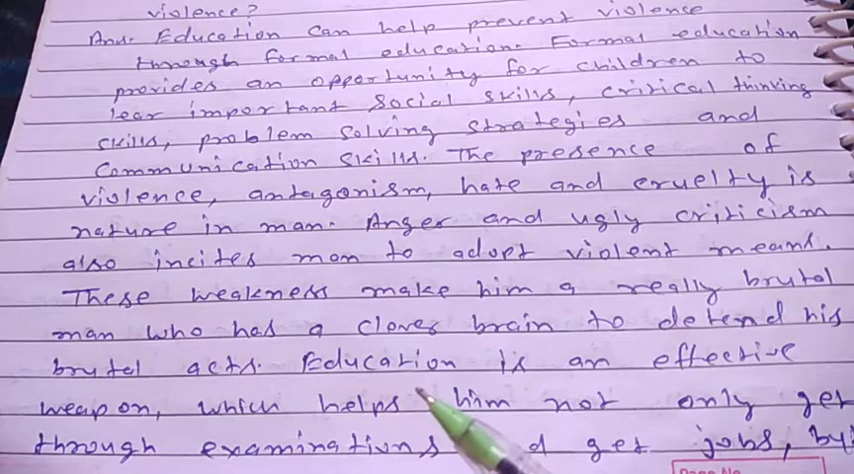 violence?
Ans. Education can help prevent violence
through formal education. Formal education
provides an opportunity for children to
lear important social skills, critical thinking
skills, problem solving strategies and
communication skills. The presence of
violence, antagonism, hate and cruelty is
nature in man. Anger and ugly criticism
also incites man to adopt violent means.
These weakness make him a really brutal
man who has a clover brain to defend his
brutal acts. Education is an effective
weapon, which helps him not only get
through examinations get jobs,